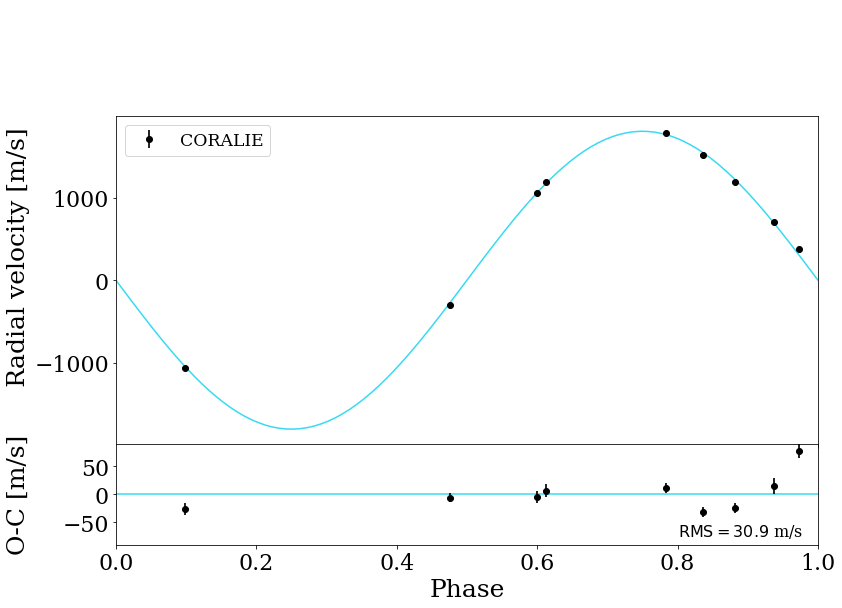 CORALIE
Radial velocity [m/s]
1000
0
−1000
O-C [m/s]
50
0
−50
RMS = 30.9 m/s
0.0 0.2 0.4 0.6 0.8 1.0
Phase